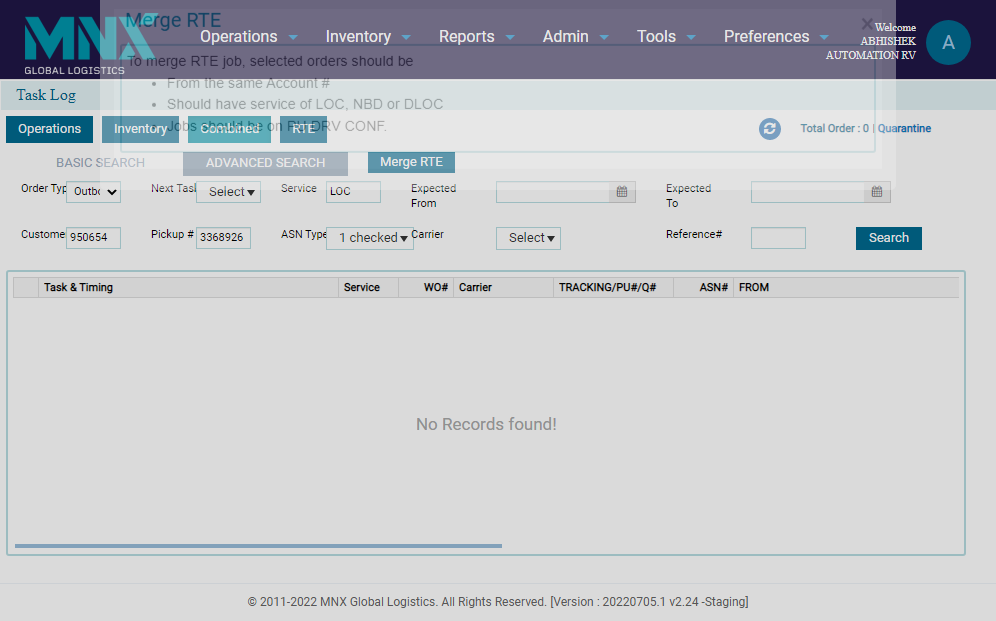 Merge RTE
MNX
GLOBAL LOGISTICS
Operations Inventory Reports Admin Tools Preferences
Welcome
ABHISHEK
AUTOMATION RV
A
To merge RTE job, selected orders should be
From the same Account #
Should have service of LOC, NBD or DLOC
Jobs should be on PU DRV CONF.
Task Log
Operations Inventory Combined RTE
Total Order : 0 | Quarantine
BASIC SEARCH ADVANCED SEARCH Merge RTE
Order Typ Outbo Next Task Select Service LOC Expected From Expected To
Custome 950654 Pickup # 3368926 ASN Type 1 checked Carrier Select Reference# Search
Task & Timing Service WO# Carrier TRACKING/PU#/Q# ASN# FROM
No Records found!
© 2011-2022 MNX Global Logistics. All Rights Reserved. [Version : 20220705.1 v2.24 -Staging]